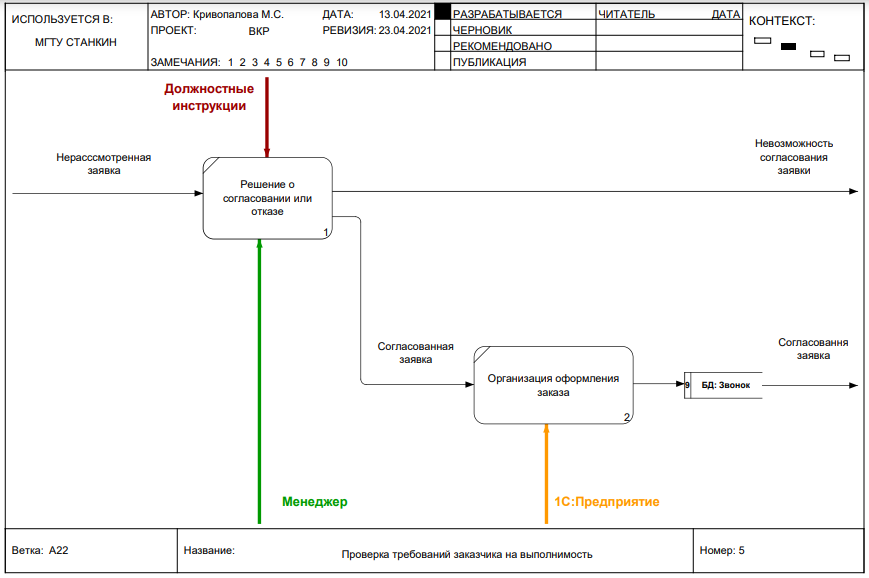 ИСПОЛЬЗУЕТСЯ В:
МГТУ СТАНКИН
АВТОР: Кривопалова М.С.
ДАТА: 13.04.2021
ПРОЕКТ: ВКР
РЕВИЗИЯ: 23.04.2021
ЗАМЕЧАНИЯ: 1 2 3 4 5 6 7 8 9 10
РАЗРАБАТЫВАЕТСЯ
ЧЕРНОВИК
РЕКОМЕНДОВАНО
ПУБЛИКАЦИЯ
ЧИТАТЕЛЬ
ДАТА
КОНТЕКСТ:
Должностные
инструкции
Нерасссмотренная
заявка
Решение о
согласовании или
отказе
1
Невозможность
согласования
заявки
Согласованная
заявка
Организация оформления
заказа
2
9
БД: Звонок
Согласовання
заявка
Менеджер
1С:Предприятие
Ветка: A22
Название:
Проверка требований заказчика на выполнимость
Номер: 5